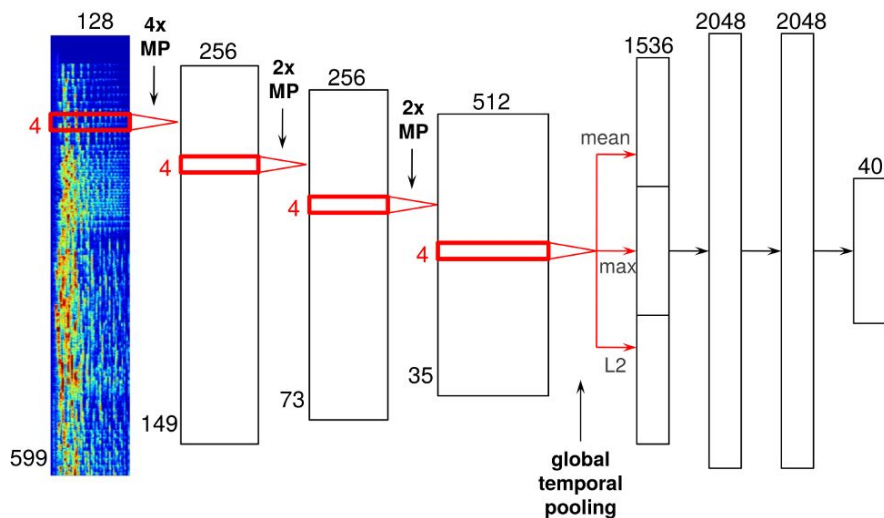 128
4x
MP
256
2x
MP
256
2x
MP
512
1536
2048
2048
40
4
4
4
4
mean
max
L2
599
149
73
35
global
temporal
pooling